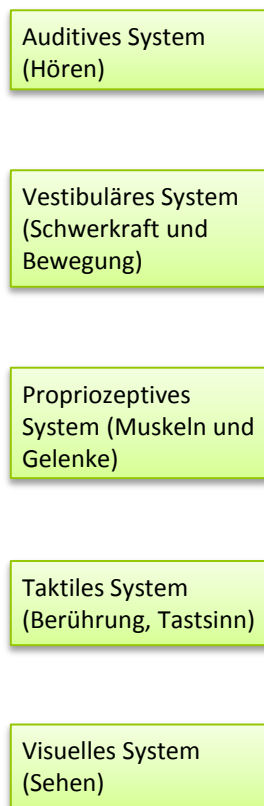 Auditives System
(Hören)
Vestibuläres System
(Schwerkraft und
Bewegung)
Propriozeptives
System (Muskeln und
Gelenke)
Taktiles System
(Berührung, Tastsinn)
Visuelles System
(Sehen)